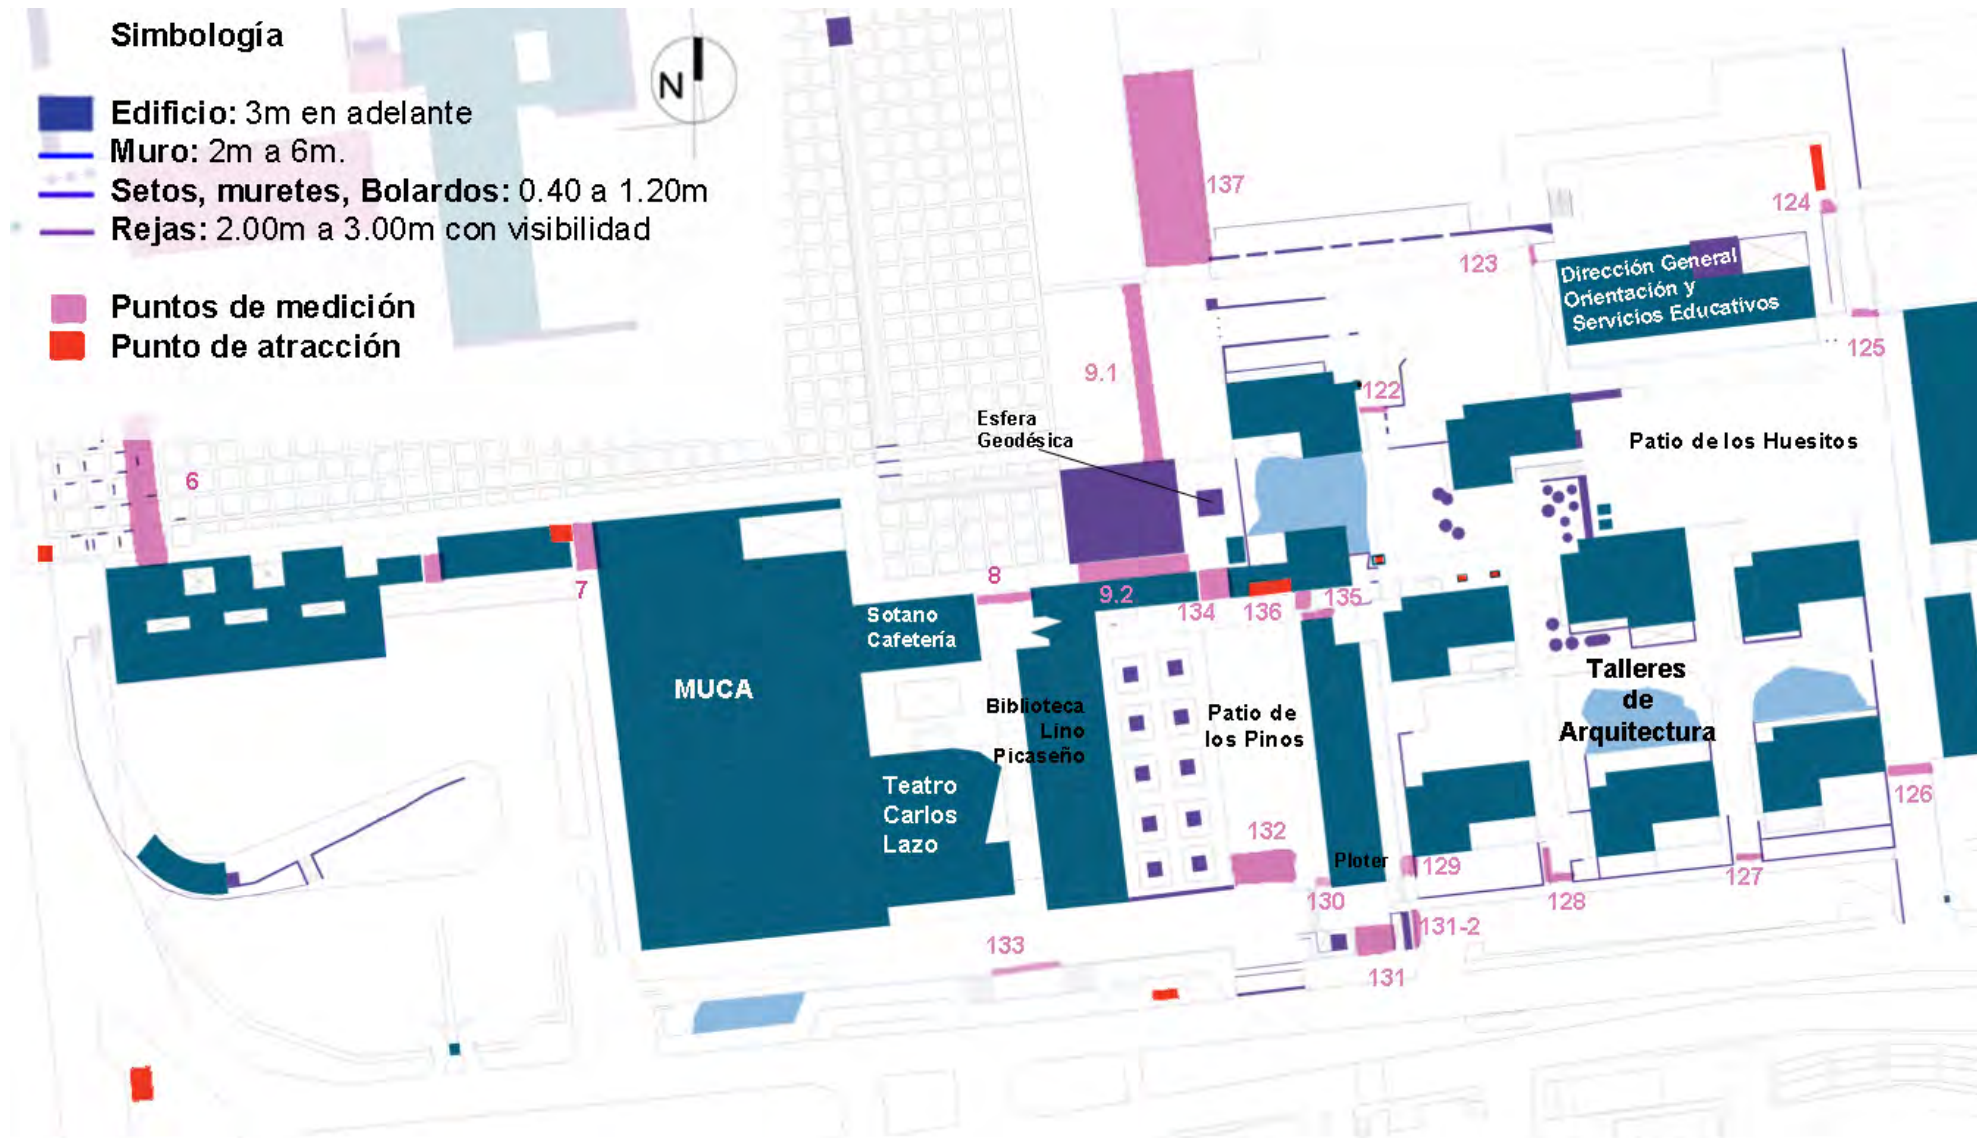 Simbología
N
Edificio: 3m en adelante
Muro: 2m a 6m.
Setos, muretes, Bolardos: 0.40 a 1.20m
Rejas: 2.00m a 3.00m con visibilidad
Puntos de medición
Punto de atracción
137
124
123
Dirección General
Orientación y
Servicios Educativos
125
9.1
122
Esfera
Geodésica
Patio de los Huesitos
6
7
8
9.2
134
136
135
Sotano
Cafetería
MUCA
Biblioteca
Lino
Picaseño
Patio de
los Pinos
Talleres
de
Arquitectura
Teatro
Carlos
Lazo
126
132
Ploter
129
127
130
128
131-2
133
131